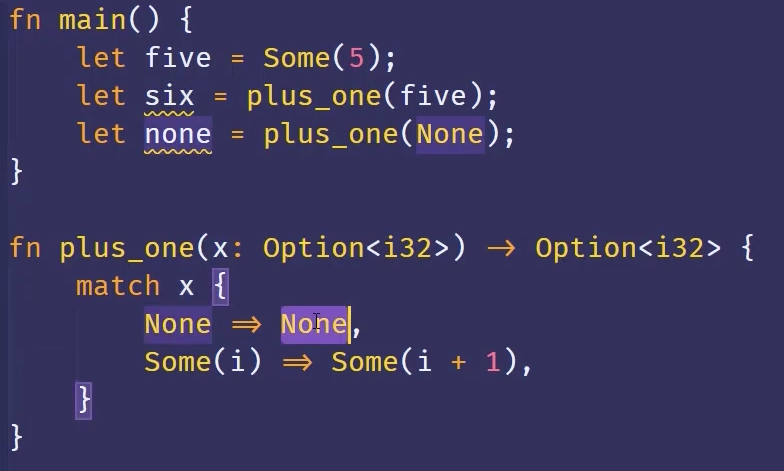 fn main() {
    let five = Some(5);
    let six = plus_one(five);
    let none = plus_one(None);
}

fn plus_one(x: Option<i32>) -> Option<i32> {
    match x {
        None => None,
        Some(i) => Some(i + 1),
    }
}